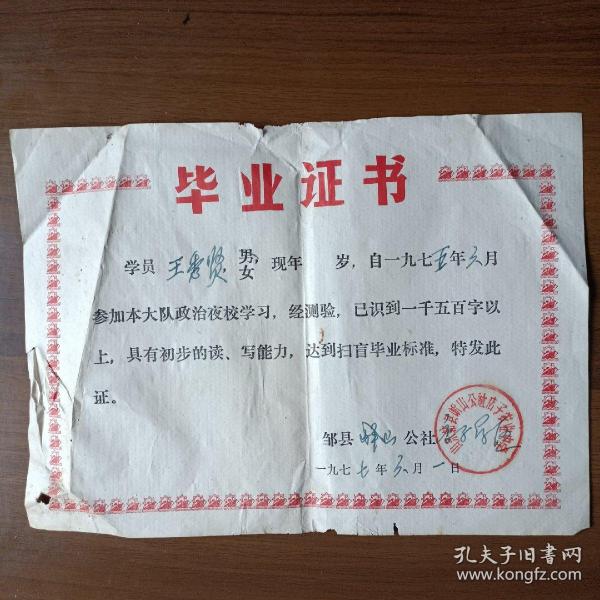 毕业证书
学员 王秀贤 男，女 现年 岁，自一九七五年六月
参加本大队政治夜校学习，经测验，已识到一千五百字以
上，具有初步的读、写能力，达到扫盲毕业标准，特发此
证。
邹县 峄山 公社
一九七七年六月一日
孔夫子旧书网
www.kongfz.com